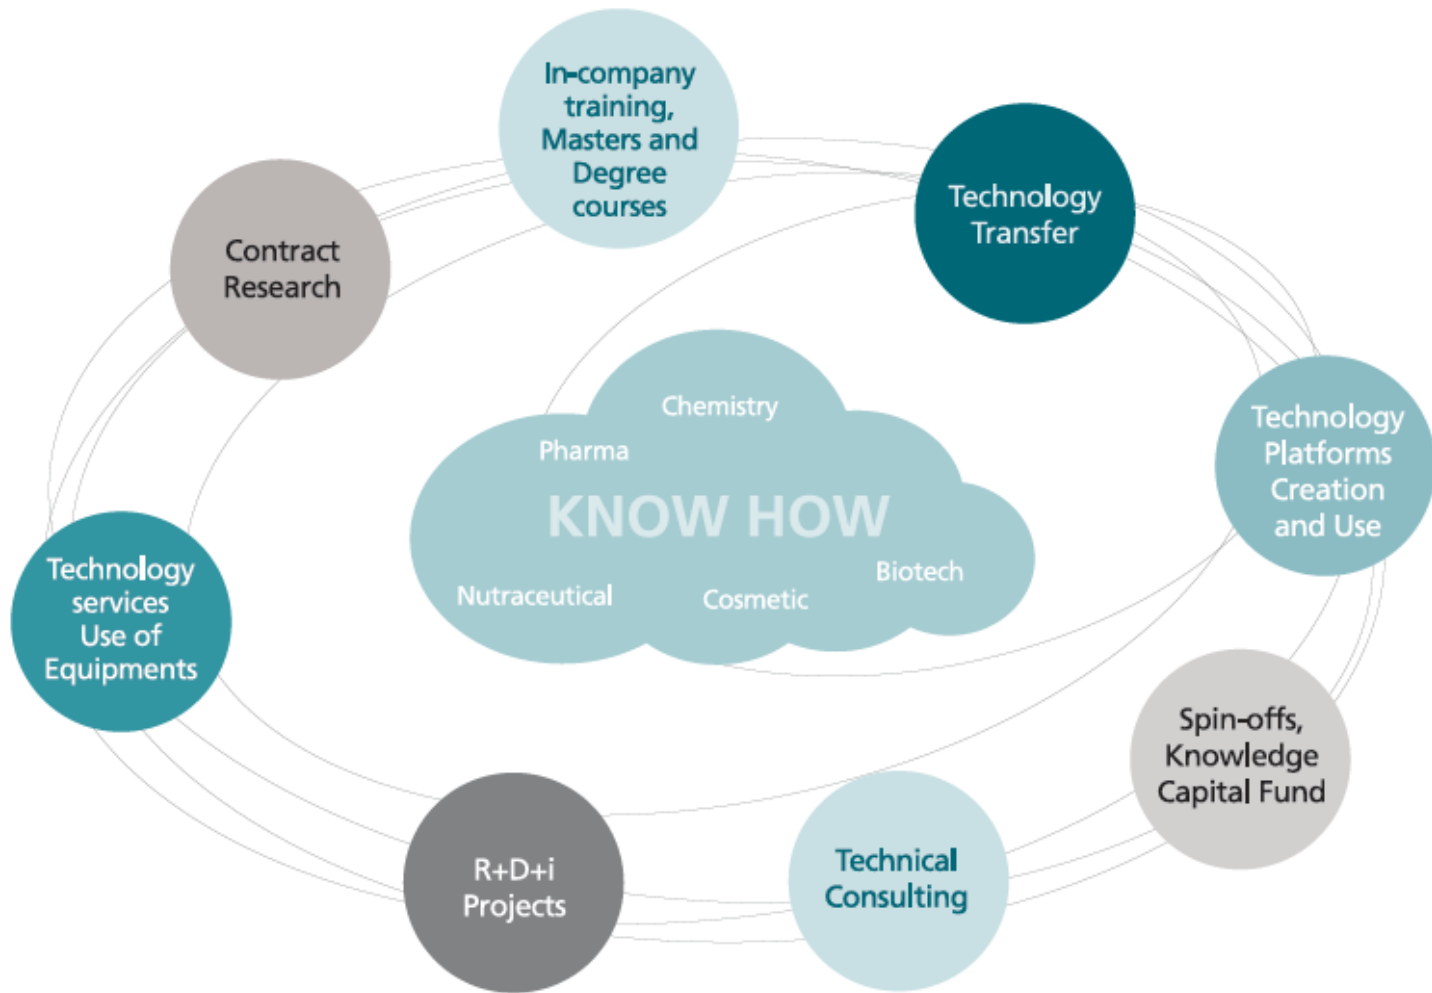 In-company
training,
Masters and
Degree
courses
Technology
Transfer
Contract
Research
Technology
Platforms
Creation
and Use
Chemistry
Pharma
KNOW HOW
Biotech
Nutraceutical
Cosmetic
Technology
services
Use of
Equipments
Spin-offs,
Knowledge
Capital Fund
R+D+i
Projects
Technical
Consulting